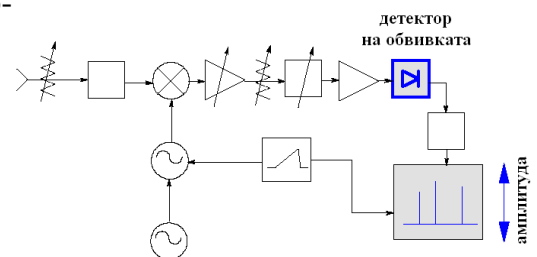 детектор
на обвивката
амплитуда